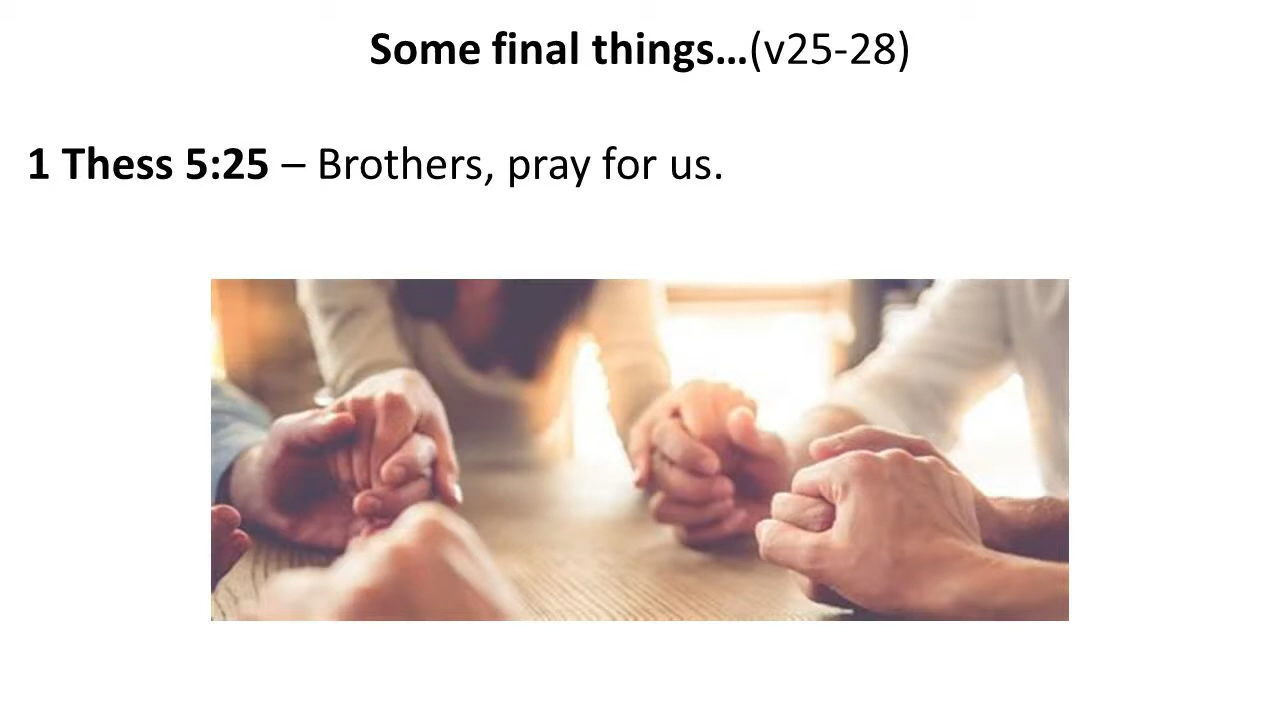 Some final things…(v25-28)
1 Thess 5:25 – Brothers, pray for us.